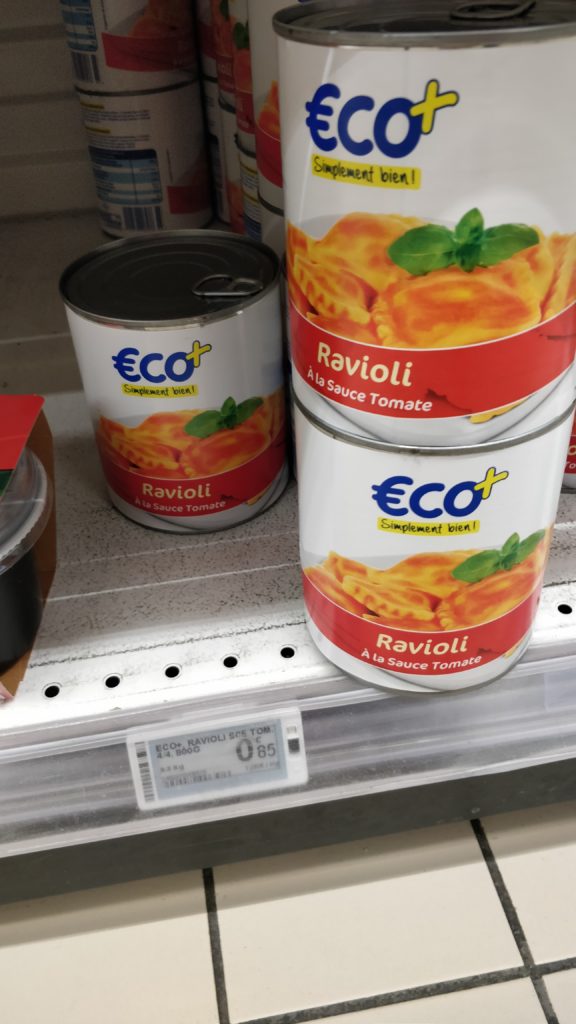 €co+
Simplement bien!
Ravioli
À la Sauce Tomate
€co+
Simplement bien!
Ravioli
À la Sauce Tomate
€co+
Simplement bien!
Ravioli
À la Sauce Tomate
ECO+, RAVIOLI SCE TOM.
4.4, 800G
0€85